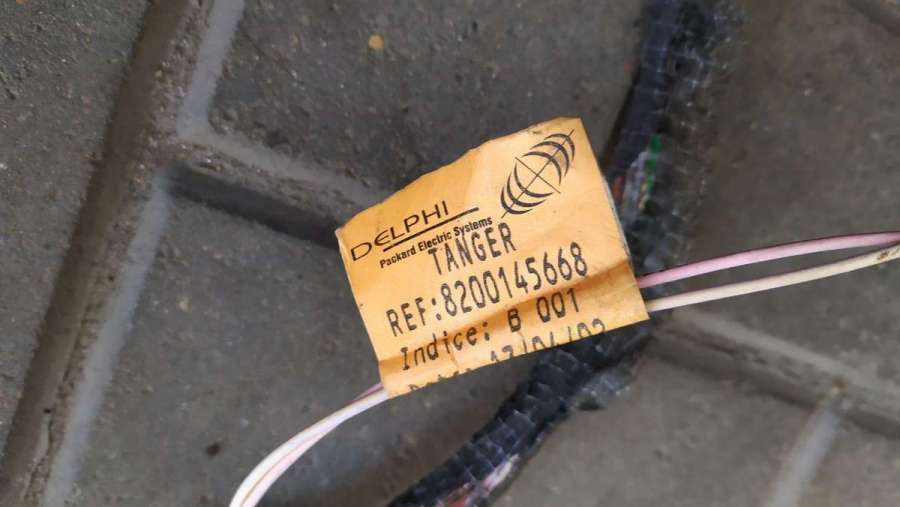 DELPHI
Packard Electric Systems
TANGER
REF:8200145668
Indice: B 001